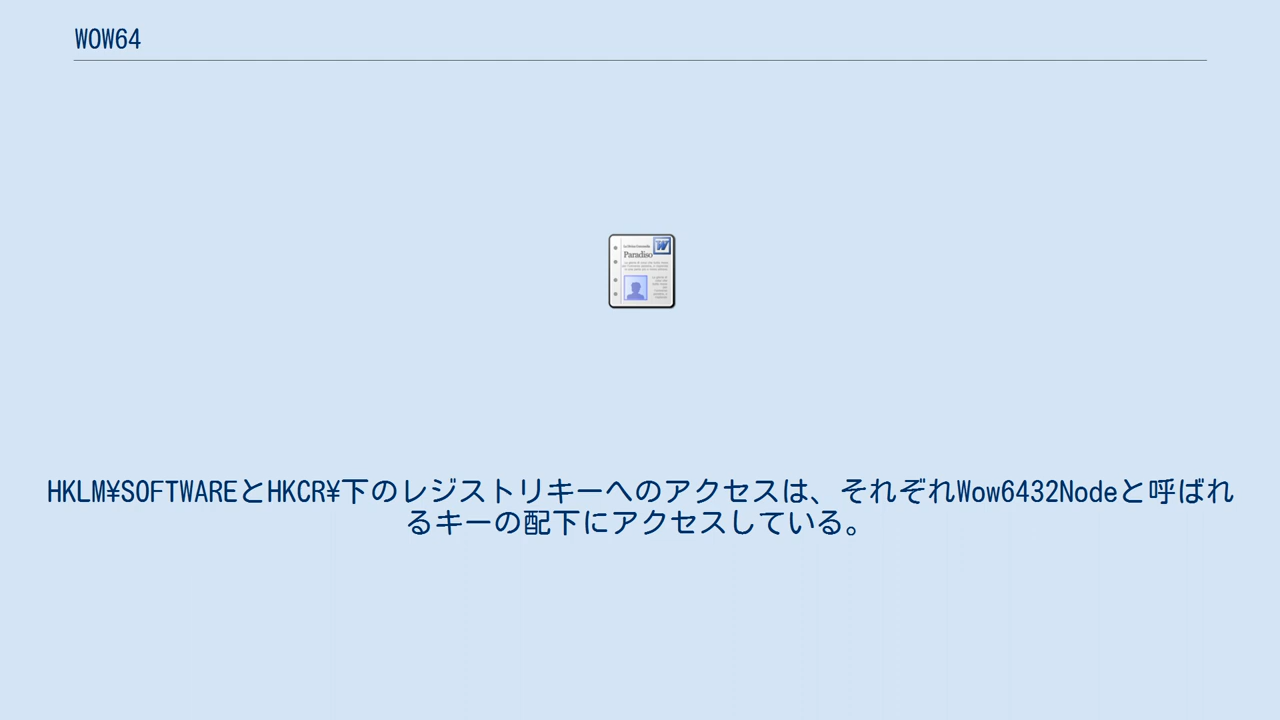 WOW64
Paradiso
HKLM¥SOFTWAREとHKCR¥下のレジストリキーへのアクセスは、それぞれWow6432Nodeと呼ばれ
るキーの配下にアクセスしている。